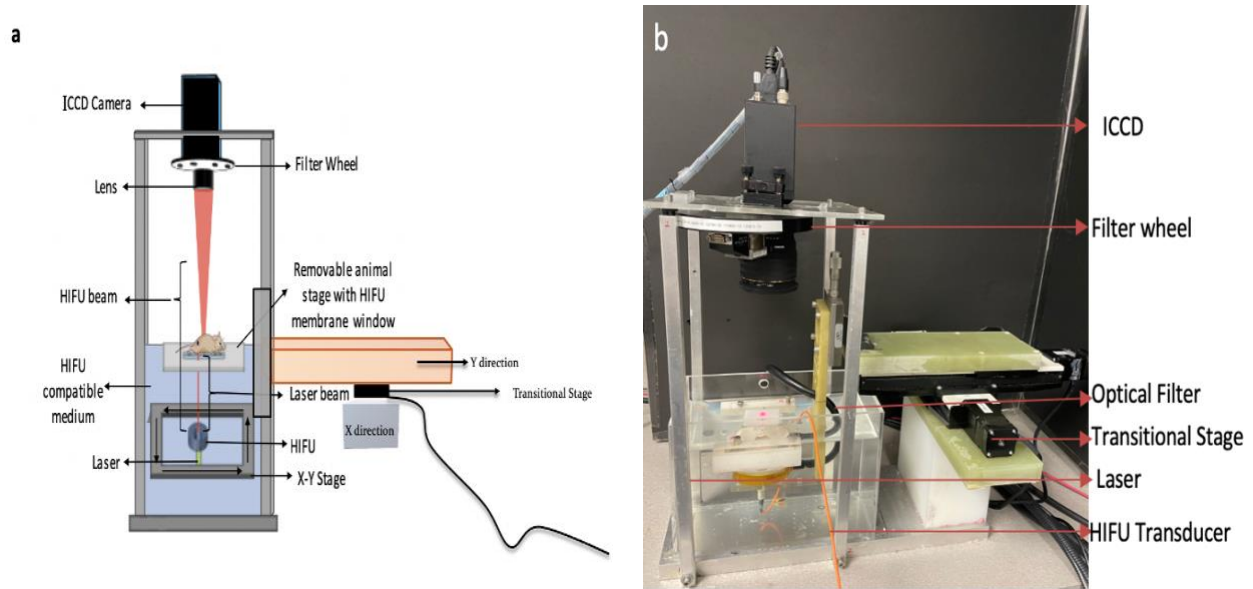 a
ICCD Camera
Filter Wheel
Lens
HIFU beam
Removable animal
stage with HIFU
membrane window
Y direction
HIFU
compatible
medium
Laser beam
Transitional Stage
X direction
HIFU
Laser
X-Y Stage
b
ICCD
Filter wheel
Optical Filter
Transitional Stage
Laser
HIFU Transducer